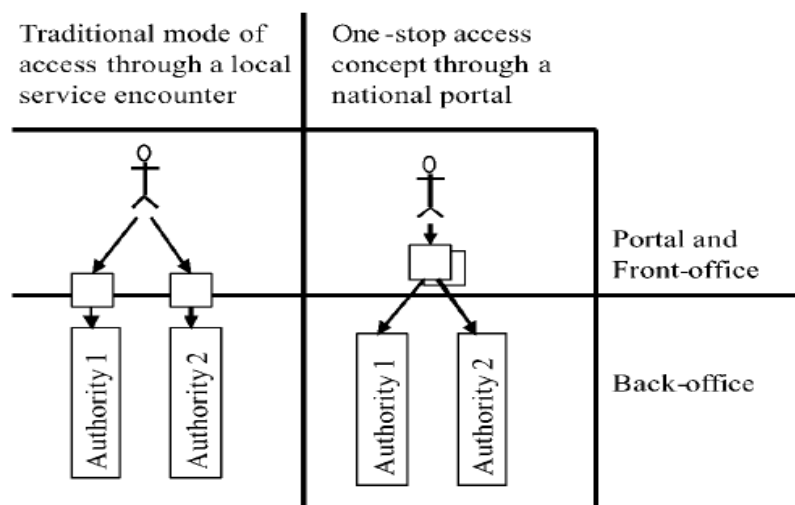 Traditional mode of
access through a local
service encounter
One-stop access
concept through a
national portal
Portal and
Front-office
Authority 1
Authority 2
Authority 1
Authority 2
Back-office